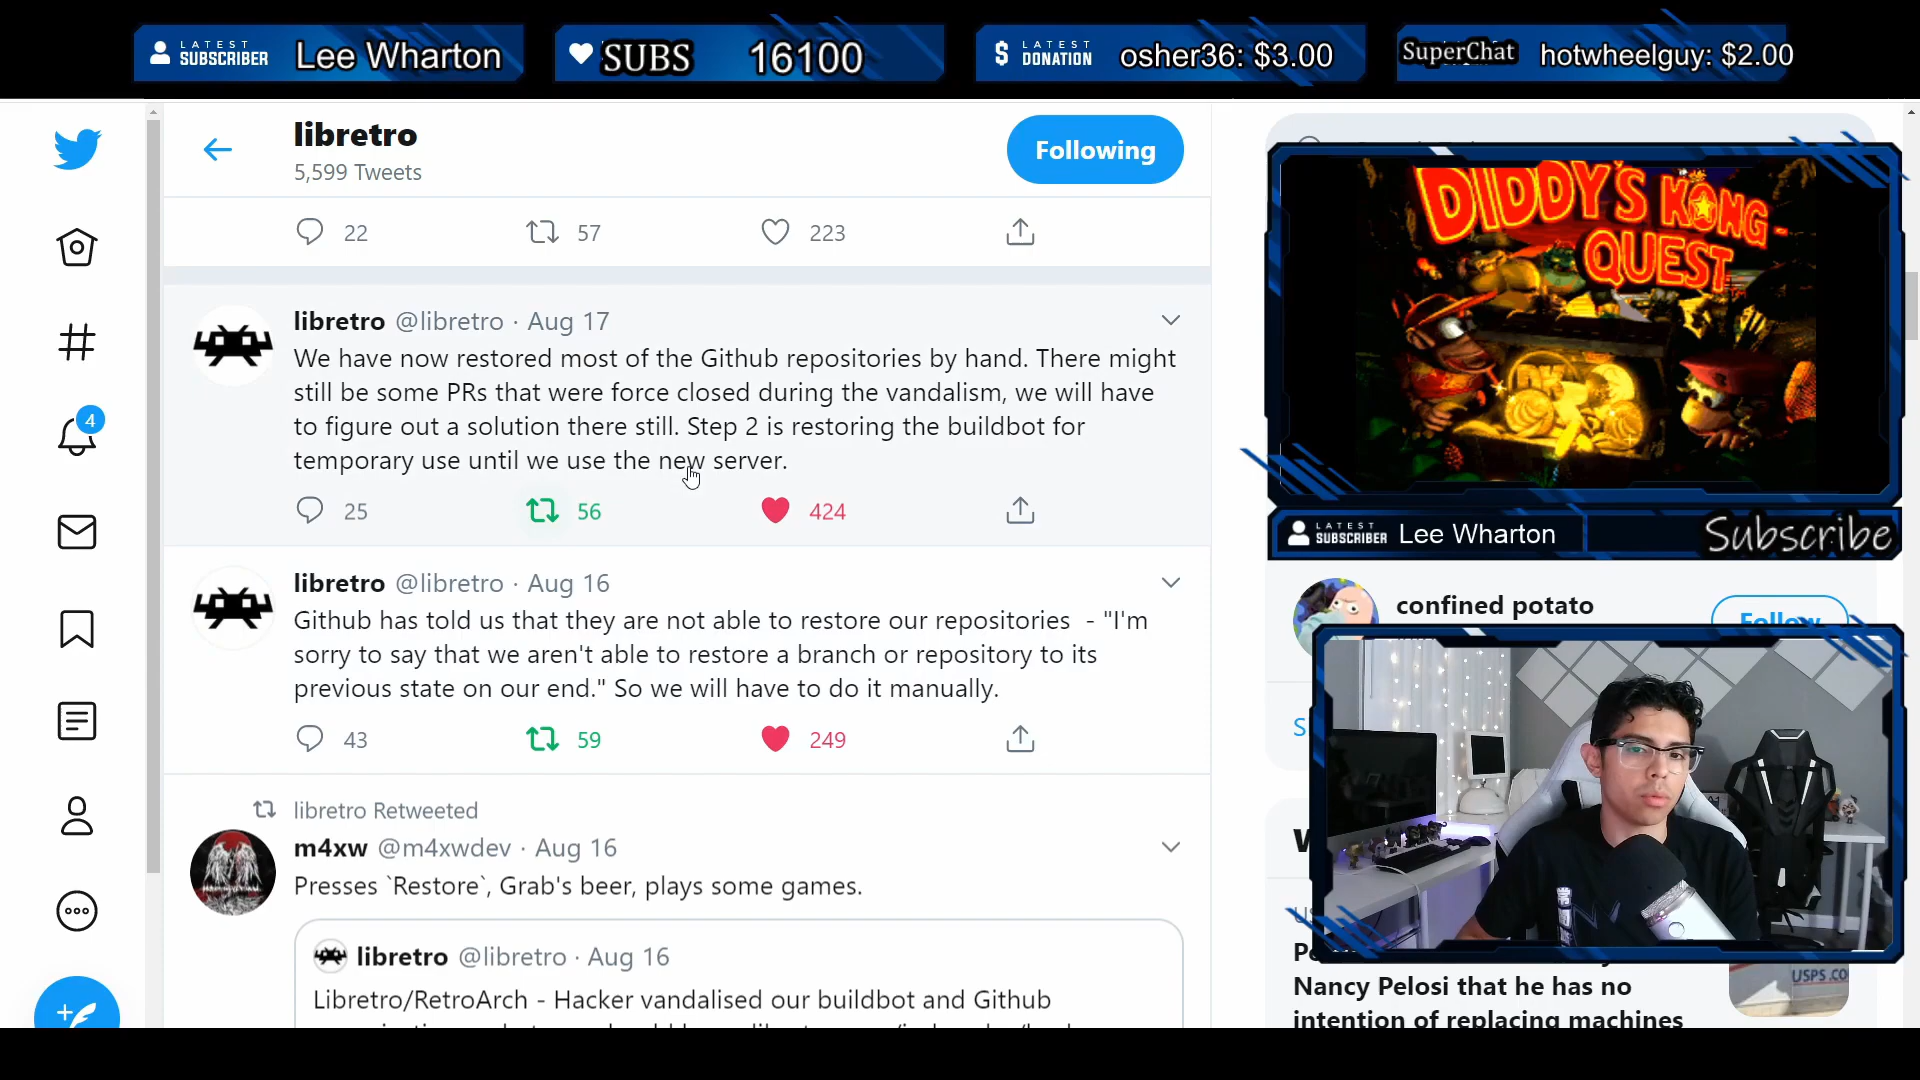 LATEST SUBSCRIBER Lee Wharton
SUBS 16100
LATEST DONATION osher36: $3.00
SuperChat hotwheelguy: $2.00
libretro
5,599 Tweets
Following
22 57 223
libretro @libretro · Aug 17
We have now restored most of the Github repositories by hand. There might
still be some PRs that were force closed during the vandalism, we will have
to figure out a solution there still. Step 2 is restoring the buildbot for
temporary use until we use the new server.
25 56 424
4
libretro @libretro · Aug 16
Github has told us that they are not able to restore our repositories - "I'm
sorry to say that we aren't able to restore a branch or repository to its
previous state on our end." So we will have to do it manually.
43 59 249
libretro Retweeted
m4xw @m4xwdev · Aug 16
Presses `Restore`, Grab's beer, plays some games.
libretro @libretro · Aug 16
Libretro/RetroArch - Hacker vandalised our buildbot and Github
DIDDY'S KONG-
QUEST
DK
LATEST SUBSCRIBER Lee Wharton
Subscribe
confined potato
Follow
Nancy Pelosi that he has no
intention of replacing machines
USPS.CO